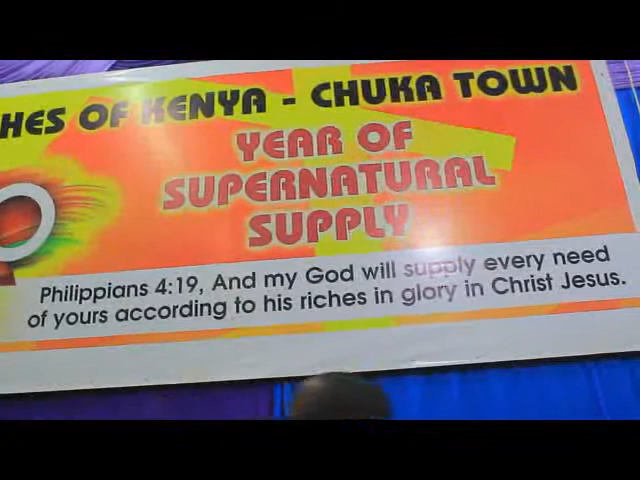 HES OF KENYA - CHUKA TOWN
YEAR OF
SUPERNATURAL
SUPPLY
Philippians 4:19, And my God will supply every need
of yours according to his riches in glory in Christ Jesus.